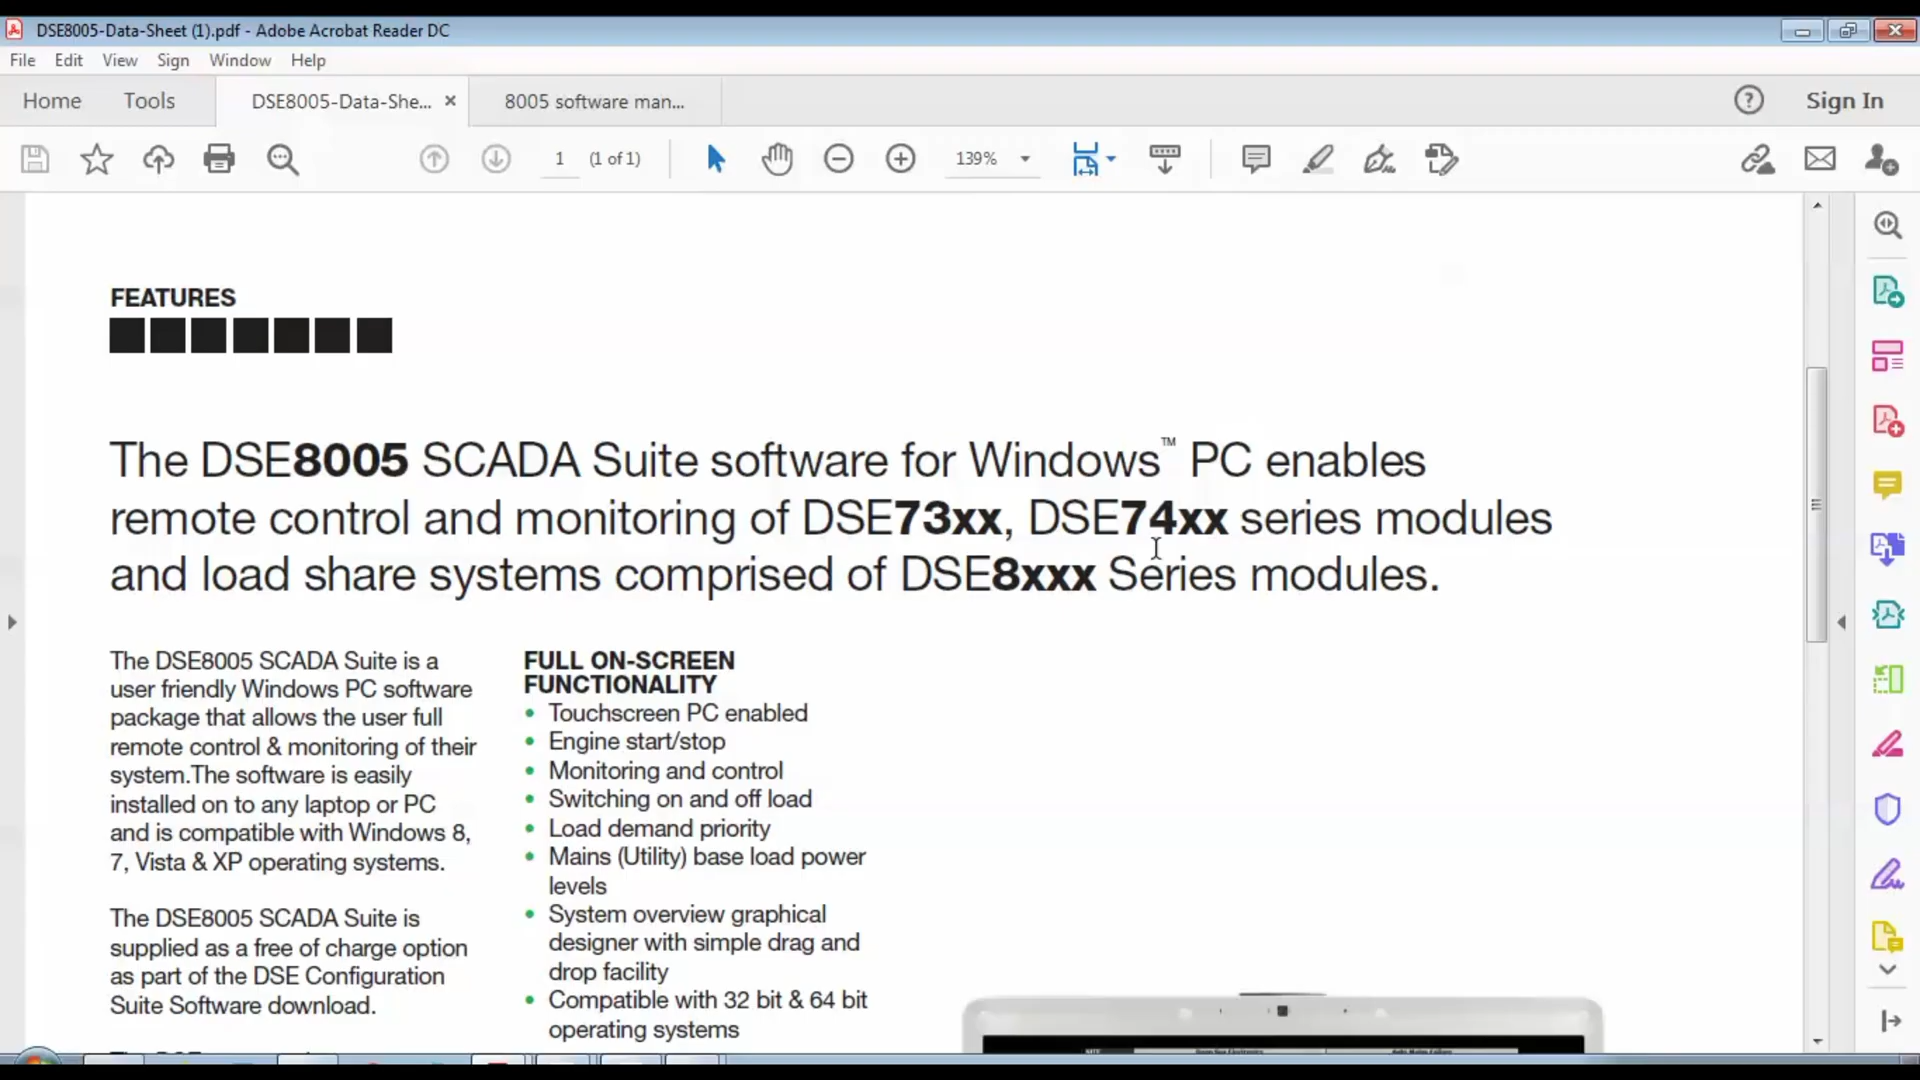 DSE8005-Data-Sheet (1).pdf - Adobe Acrobat Reader DC
File Edit View Sign Window Help
Home Tools DSE8005-Data-She... × 8005 software man... Sign In
1 (1 of 1) 139%
FEATURES
The DSE8005 SCADA Suite software for Windows™ PC enables
remote control and monitoring of DSE73xx, DSE74xx series modules
and load share systems comprised of DSE8xxx Series modules.
The DSE8005 SCADA Suite is a
user friendly Windows PC software
package that allows the user full
remote control & monitoring of their
system.The software is easily
installed on to any laptop or PC
and is compatible with Windows 8,
7, Vista & XP operating systems.
The DSE8005 SCADA Suite is
supplied as a free of charge option
as part of the DSE Configuration
Suite Software download.
FULL ON-SCREEN
FUNCTIONALITY
• Touchscreen PC enabled
• Engine start/stop
• Monitoring and control
• Switching on and off load
• Load demand priority
• Mains (Utility) base load power
levels
• System overview graphical
designer with simple drag and
drop facility
• Compatible with 32 bit & 64 bit
operating systems